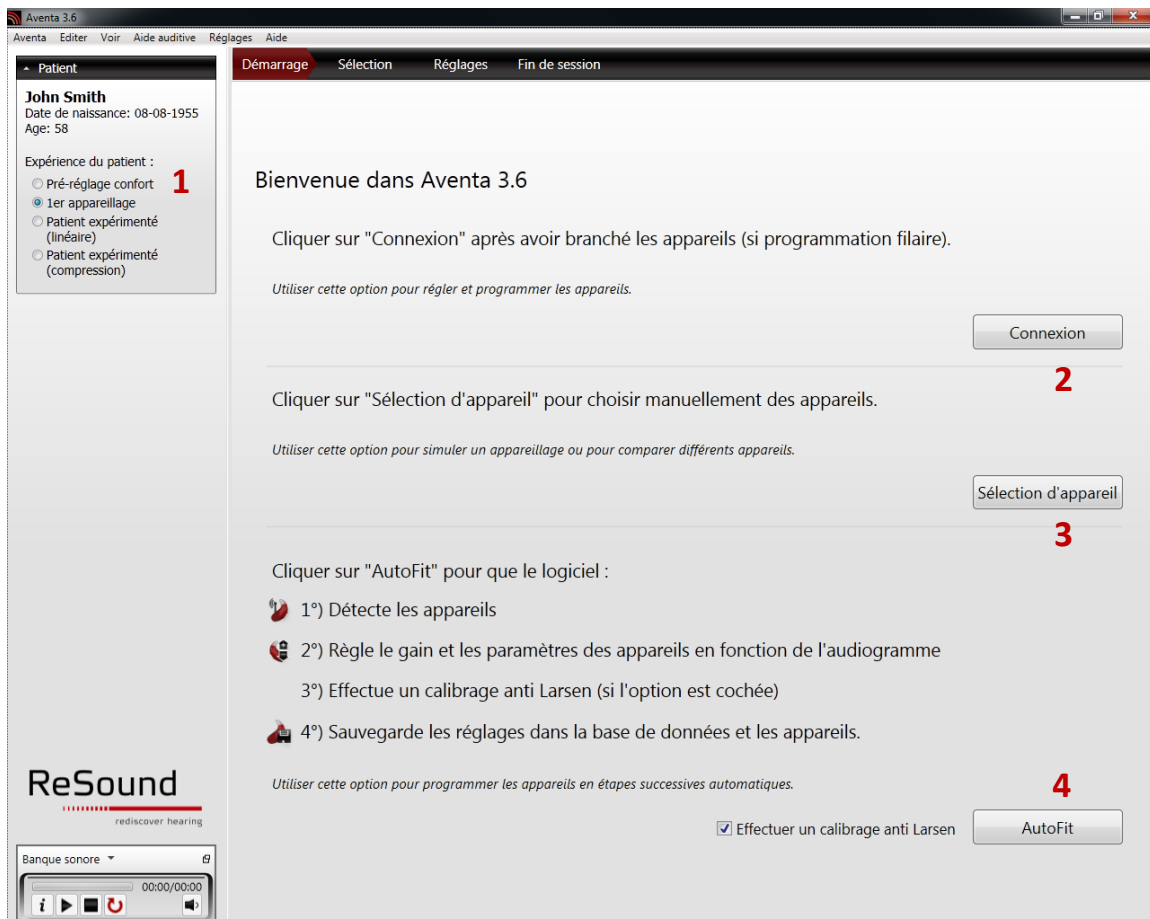 Aventa 3.6
Aventa Editer Voir Aide auditive Réglages Aide
Patient
John Smith
Date de naissance: 08-08-1955
Age: 58
Expérience du patient :
Pré-réglage confort
1
1er appareillage
Patient expérimenté
(linéaire)
Patient expérimenté
(compression)
Démarrage Sélection Réglages Fin de session
Bienvenue dans Aventa 3.6
Cliquer sur "Connexion" après avoir branché les appareils (si programmation filaire).
Utiliser cette option pour régler et programmer les appareils.
Connexion
2
Cliquer sur "Sélection d'appareil" pour choisir manuellement des appareils.
Utiliser cette option pour simuler un appareillage ou pour comparer différents appareils.
Sélection d'appareil
3
Cliquer sur "AutoFit" pour que le logiciel :
1°) Détecte les appareils
2°) Règle le gain et les paramètres des appareils en fonction de l'audiogramme
3°) Effectue un calibrage anti Larsen (si l'option est cochée)
4°) Sauvegarde les réglages dans la base de données et les appareils.
Utiliser cette option pour programmer les appareils en étapes successives automatiques.
4
Effectuer un calibrage anti Larsen
AutoFit
ReSound
rediscover hearing
Banque sonore
00:00/00:00
i